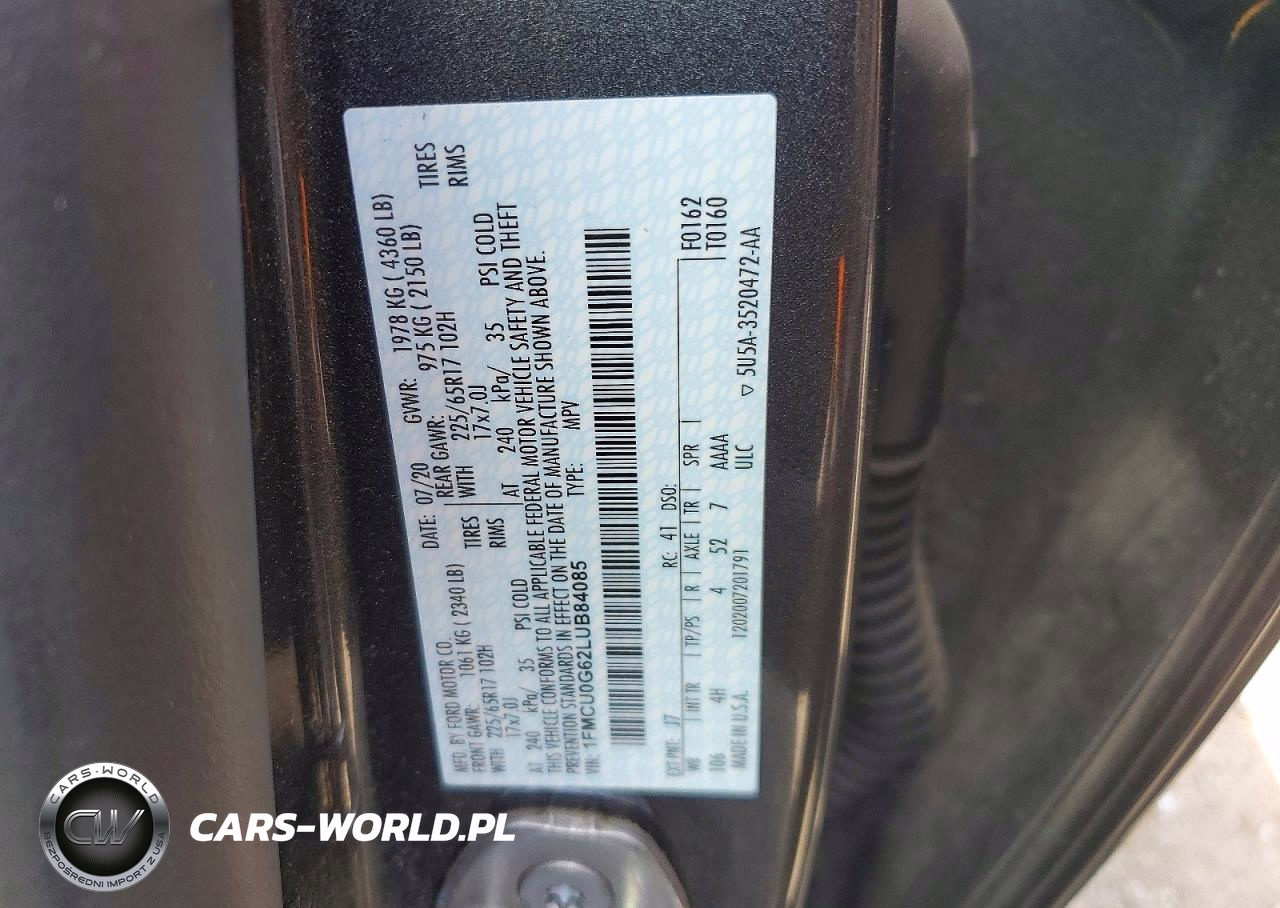 MFD. BY FORD MOTOR CO. DATE: 07/20 GVWR: 1978 KG ( 4360 LB)
FRONT GAWR: 1061 KG ( 2340 LB) REAR GAWR: 975 KG ( 2150 LB)
WITH 225/65R17 102H TIRES WITH 225/65R17 102H TIRES
17x7.0J RIMS 17x7.0J RIMS
AT 240 kPa/ 35 PSI COLD AT 240 kPa/ 35 PSI COLD
THIS VEHICLE CONFORMS TO ALL APPLICABLE FEDERAL MOTOR VEHICLE SAFETY AND THEFT
PREVENTION STANDARDS IN EFFECT ON THE DATE OF MANUFACTURE SHOWN ABOVE.
VIN: 1FMCU0G62LUB84085 TYPE: MPV
EXT PNT: J7 RC: 41 DSO: F0162
WB INT TR TP/PS R AXLE TR SPR T0160
106 4H 4 52 7 AAAA
MADE IN U.S.A. 1202007201791 ULC
▽ 5U5A-3520472-AA
CARS-WORLD
CW
BEZPOŚREDNI IMPORT Z USA
CARS-WORLD.PL